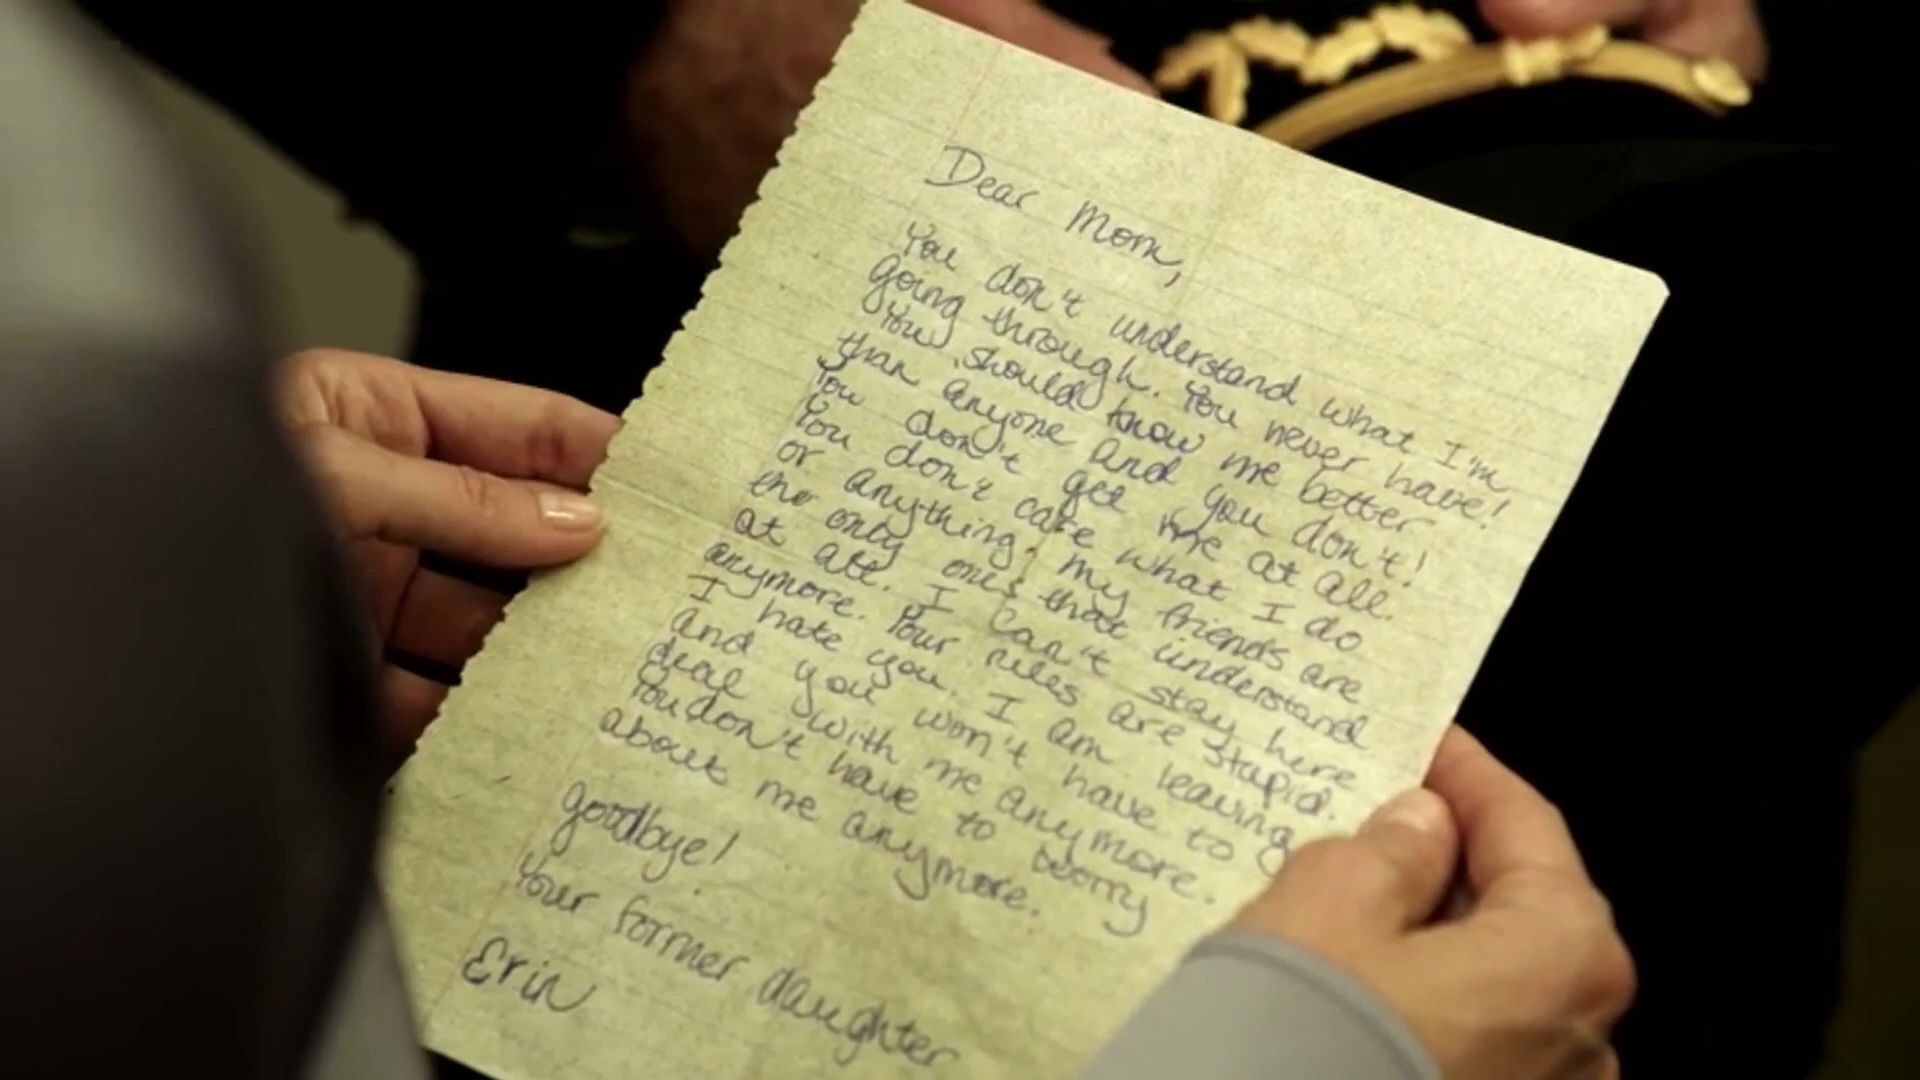 Dear Mom,
You don't understand what I'm
going through. You never have!
You should know me better
than anyone and you don't!
You don't get me at all.
You don't care what I do
or anything. My friends are
the only ones that understand
at all. I can't stay here
anymore. Your rules are stupid.
I hate you. I am leaving
and you won't have to
deal with me anymore.
You don't have to worry
about me anymore.
goodbye!
Your former daughter
Erin